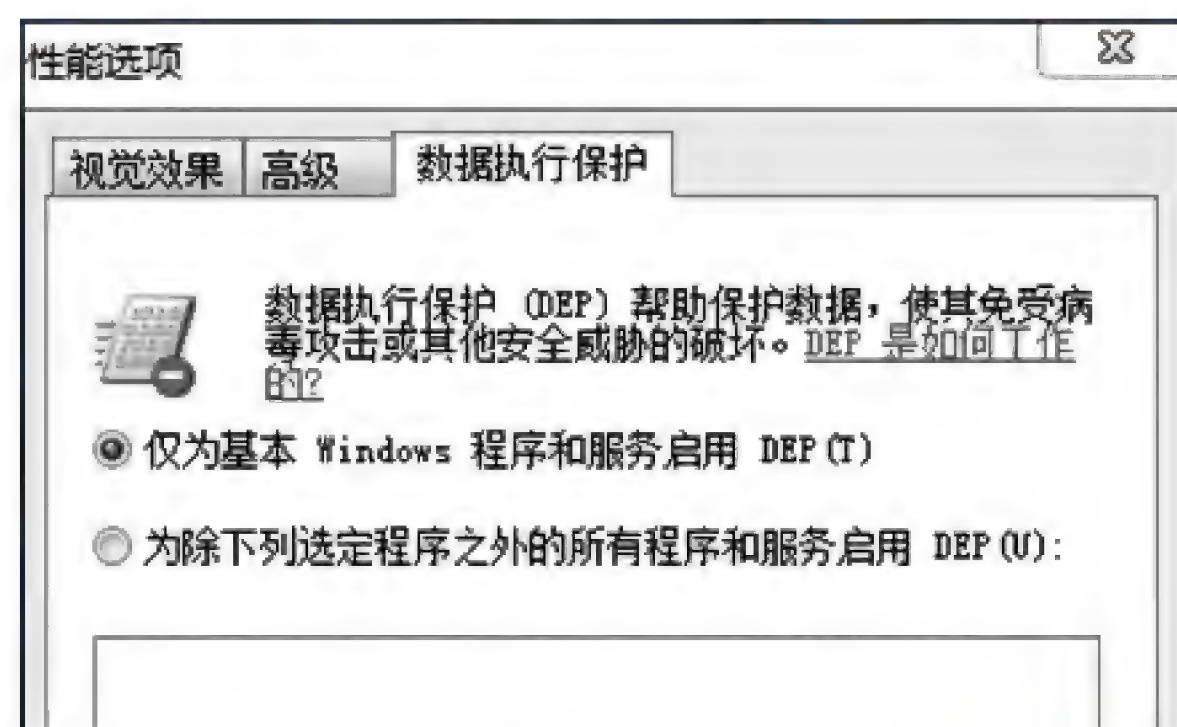 性能选项
视觉效果 高级 数据执行保护
数据执行保护 (DEP) 帮助保护数据，使其免受病
毒攻击或其他安全威胁的破坏。DEP 是如何工作
的?
仅为基本 Windows 程序和服务启用 DEP(T)
为除下列选定程序之外的所有程序和服务启用 DEP(U):